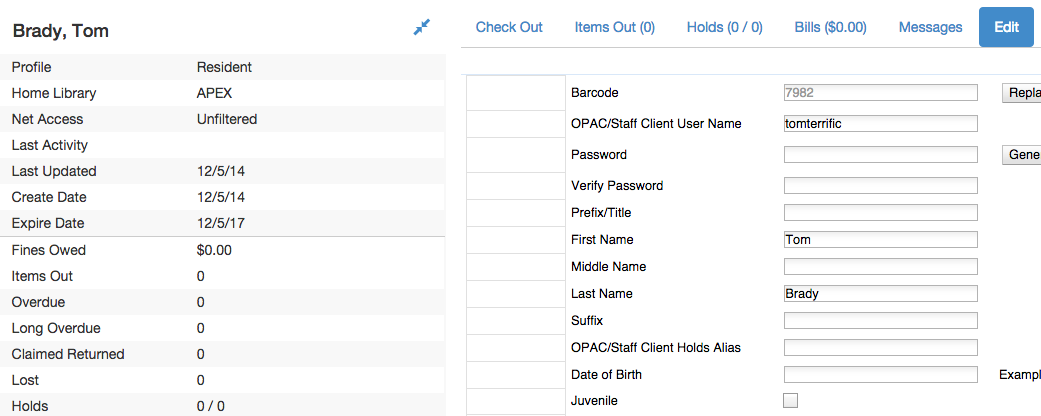 Brady, Tom
Profile Resident
Home Library APEX
Net Access Unfiltered
Last Activity
Last Updated 12/5/14
Create Date 12/5/14
Expire Date 12/5/17
Fines Owed $0.00
Items Out 0
Overdue 0
Long Overdue 0
Claimed Returned 0
Lost 0
Holds 0 / 0
Check Out Items Out (0) Holds (0 / 0) Bills ($0.00) Messages Edit
Barcode 7982 Repla
OPAC/Staff Client User Name tomterrific
Password Gene
Verify Password
Prefix/Title
First Name Tom
Middle Name
Last Name Brady
Suffix
OPAC/Staff Client Holds Alias
Date of Birth Exampl
Juvenile